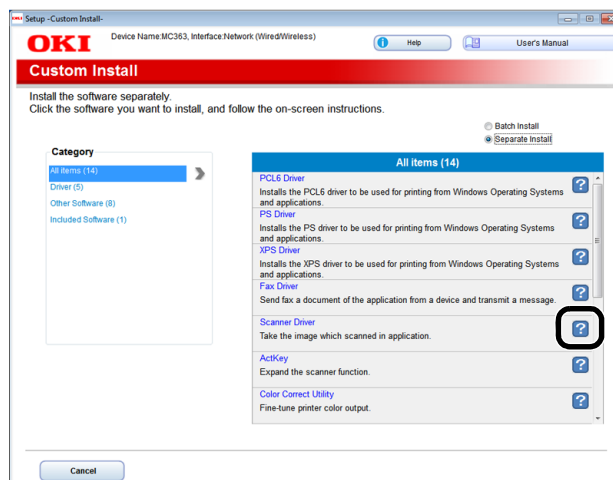 Setup -Custom Install-
OKI
Device Name:MC363, Interface:Network (Wired/Wireless)
Help
User's Manual
Custom Install
Install the software separately.
Click the software you want to install, and follow the on-screen instructions.
Batch Install
Separate Install
Category
All items (14)
Driver (5)
Other Software (8)
Included Software (1)
All items (14)
PCL6 Driver
Installs the PCL6 driver to be used for printing from Windows Operating Systems
and applications.
PS Driver
Installs the PS driver to be used for printing from Windows Operating Systems
and applications.
XPS Driver
Installs the XPS driver to be used for printing from Windows Operating Systems
and applications.
Fax Driver
Send fax a document of the application from a device and transmit a message.
Scanner Driver
Take the image which scanned in application.
ActKey
Expand the scanner function.
Color Correct Utility
Fine-tune printer color output.
Cancel